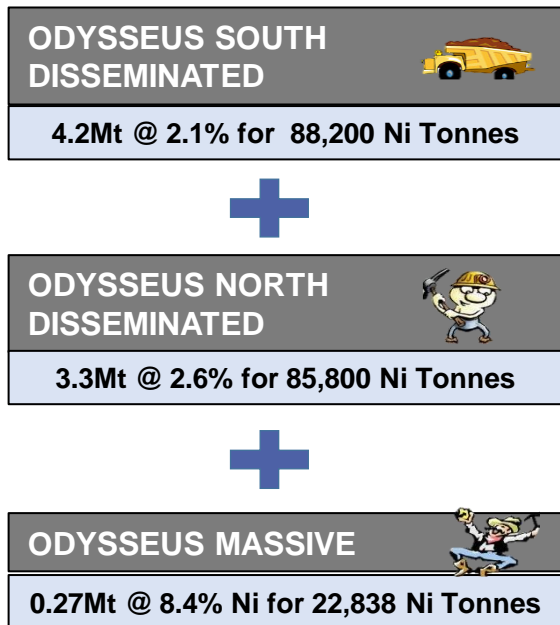 ODYSSEUS SOUTH
DISSEMINATED
4.2Mt @ 2.1% for 88,200 Ni Tonnes
ODYSSEUS NORTH
DISSEMINATED
3.3Mt @ 2.6% for 85,800 Ni Tonnes
ODYSSEUS MASSIVE
0.27Mt @ 8.4% Ni for 22,838 Ni Tonnes